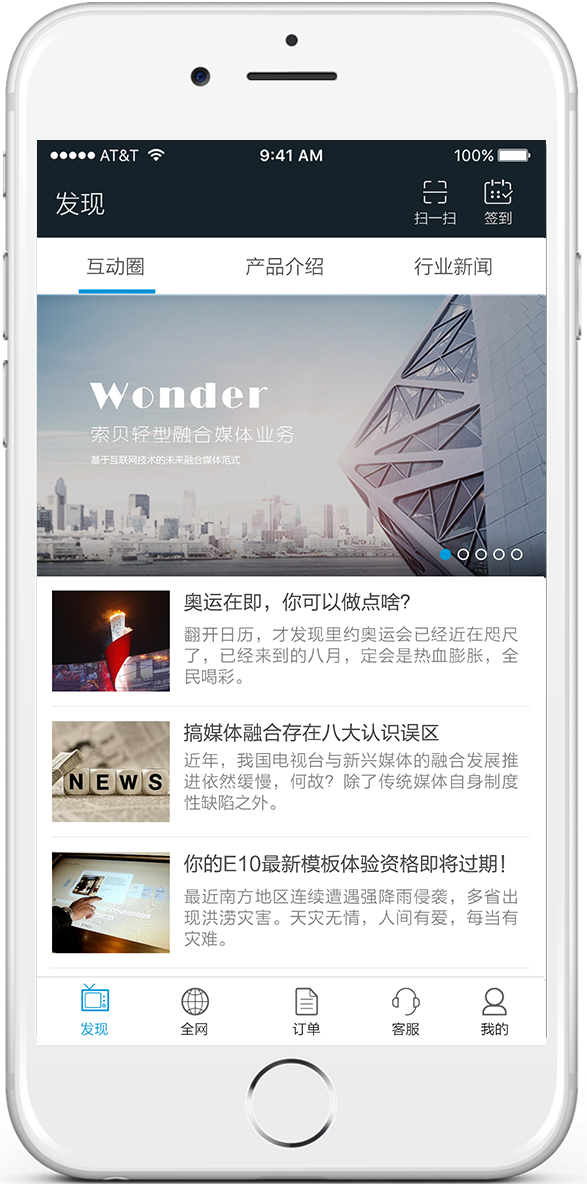 AT&T 9:41 AM 100%
发现
扫一扫 签到
互动圈 产品介绍 行业新闻
Wonder
索贝轻型融合媒体业务
基于互联网技术的未来融合媒体范式
奥运在即，你可以做点啥？
翻开日历，才发现里约奥运会已经近在咫尺
了，已经来到的八月，定会是热血膨胀，全
民喝彩。
搞媒体融合存在八大认识误区
近年，我国电视台与新兴媒体的融合发展推
进依然缓慢，何故？除了传统媒体自身制度
性缺陷之外。
NEWS
你的E10最新模板体验资格即将过期！
最近南方地区连续遭遇强降雨侵袭，多省出
现洪涝灾害。天灾无情，人间有爱，每当有
灾难。
发现 全网 订单 客服 我的